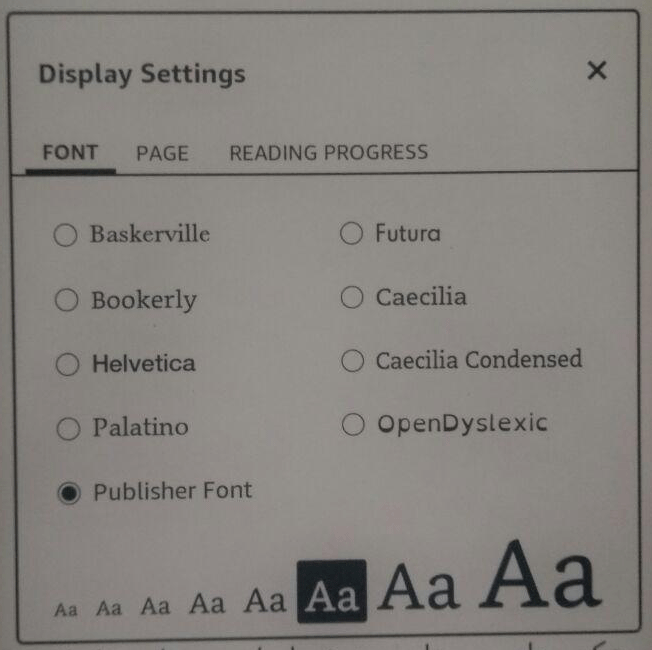 Display Settings ×
FONT PAGE READING PROGRESS
Baskerville Futura
Bookerly Caecilia
Helvetica Caecilia Condensed
Palatino OpenDyslexic
Publisher Font
Aa Aa Aa Aa Aa Aa Aa Aa